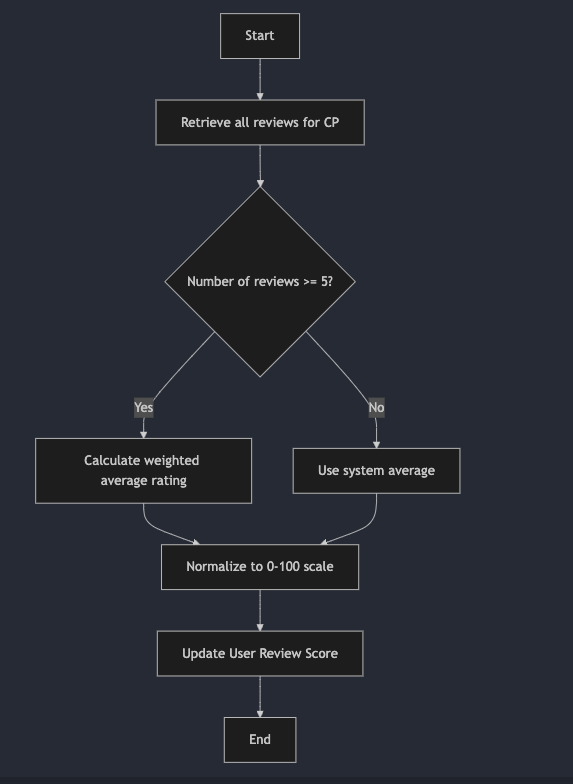 Start
Retrieve all reviews for CP
Number of reviews >= 5?
Yes
No
Calculate weighted
average rating
Use system average
Normalize to 0-100 scale
Update User Review Score
End